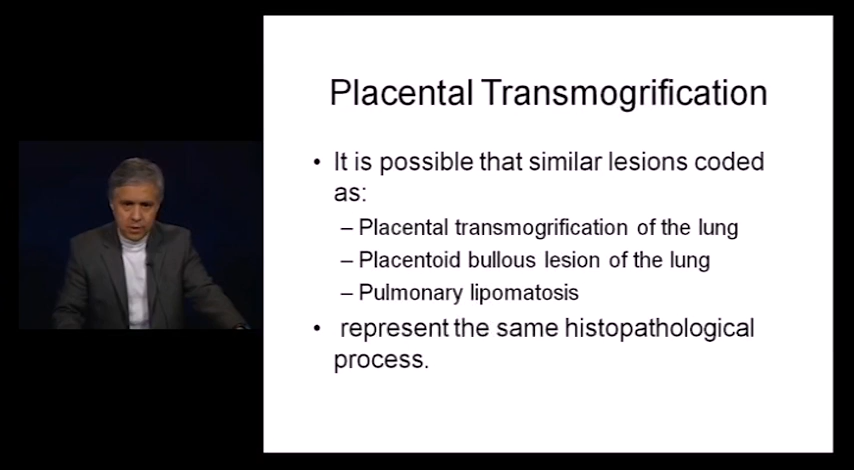 Placental Transmogrification
• It is possible that similar lesions coded
as:
– Placental transmogrification of the lung
– Placentoid bullous lesion of the lung
– Pulmonary lipomatosis
• represent the same histopathological
process.